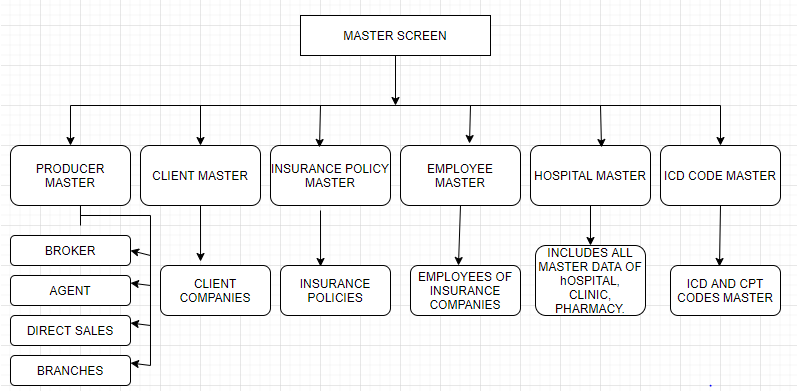 MASTER SCREEN
PRODUCER
MASTER
CLIENT MASTER
INSURANCE POLICY
MASTER
EMPLOYEE
MASTER
HOSPITAL MASTER
ICD CODE MASTER
BROKER
AGENT
DIRECT SALES
BRANCHES
CLIENT
COMPANIES
INSURANCE
POLICIES
EMPLOYEES OF
INSURANCE
COMPANIES
INCLUDES ALL
MASTER DATA OF
hOSPITAL,
CLINIC,
PHARMACY.
ICD AND CPT
CODES MASTER